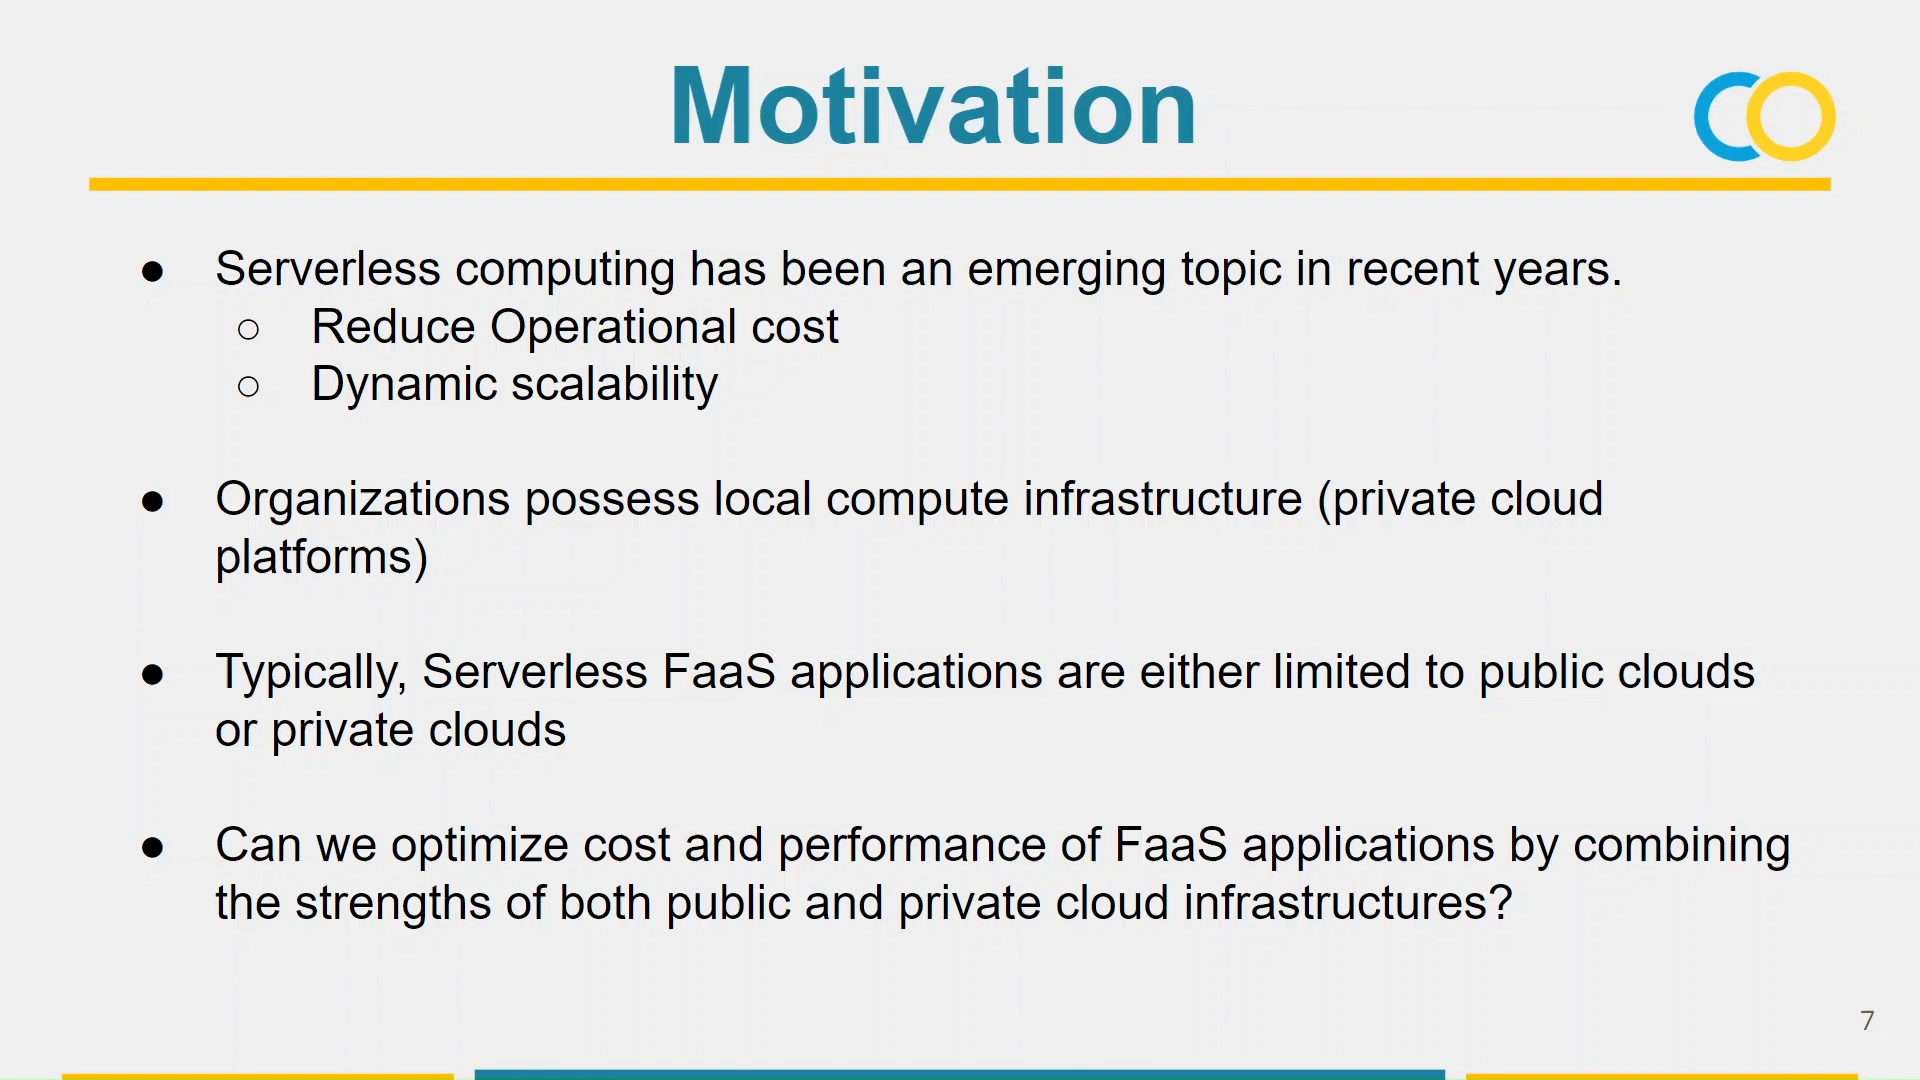 Motivation
CO
● Serverless computing has been an emerging topic in recent years.
○ Reduce Operational cost
○ Dynamic scalability
● Organizations possess local compute infrastructure (private cloud
platforms)
● Typically, Serverless FaaS applications are either limited to public clouds
or private clouds
● Can we optimize cost and performance of FaaS applications by combining
the strengths of both public and private cloud infrastructures?
7